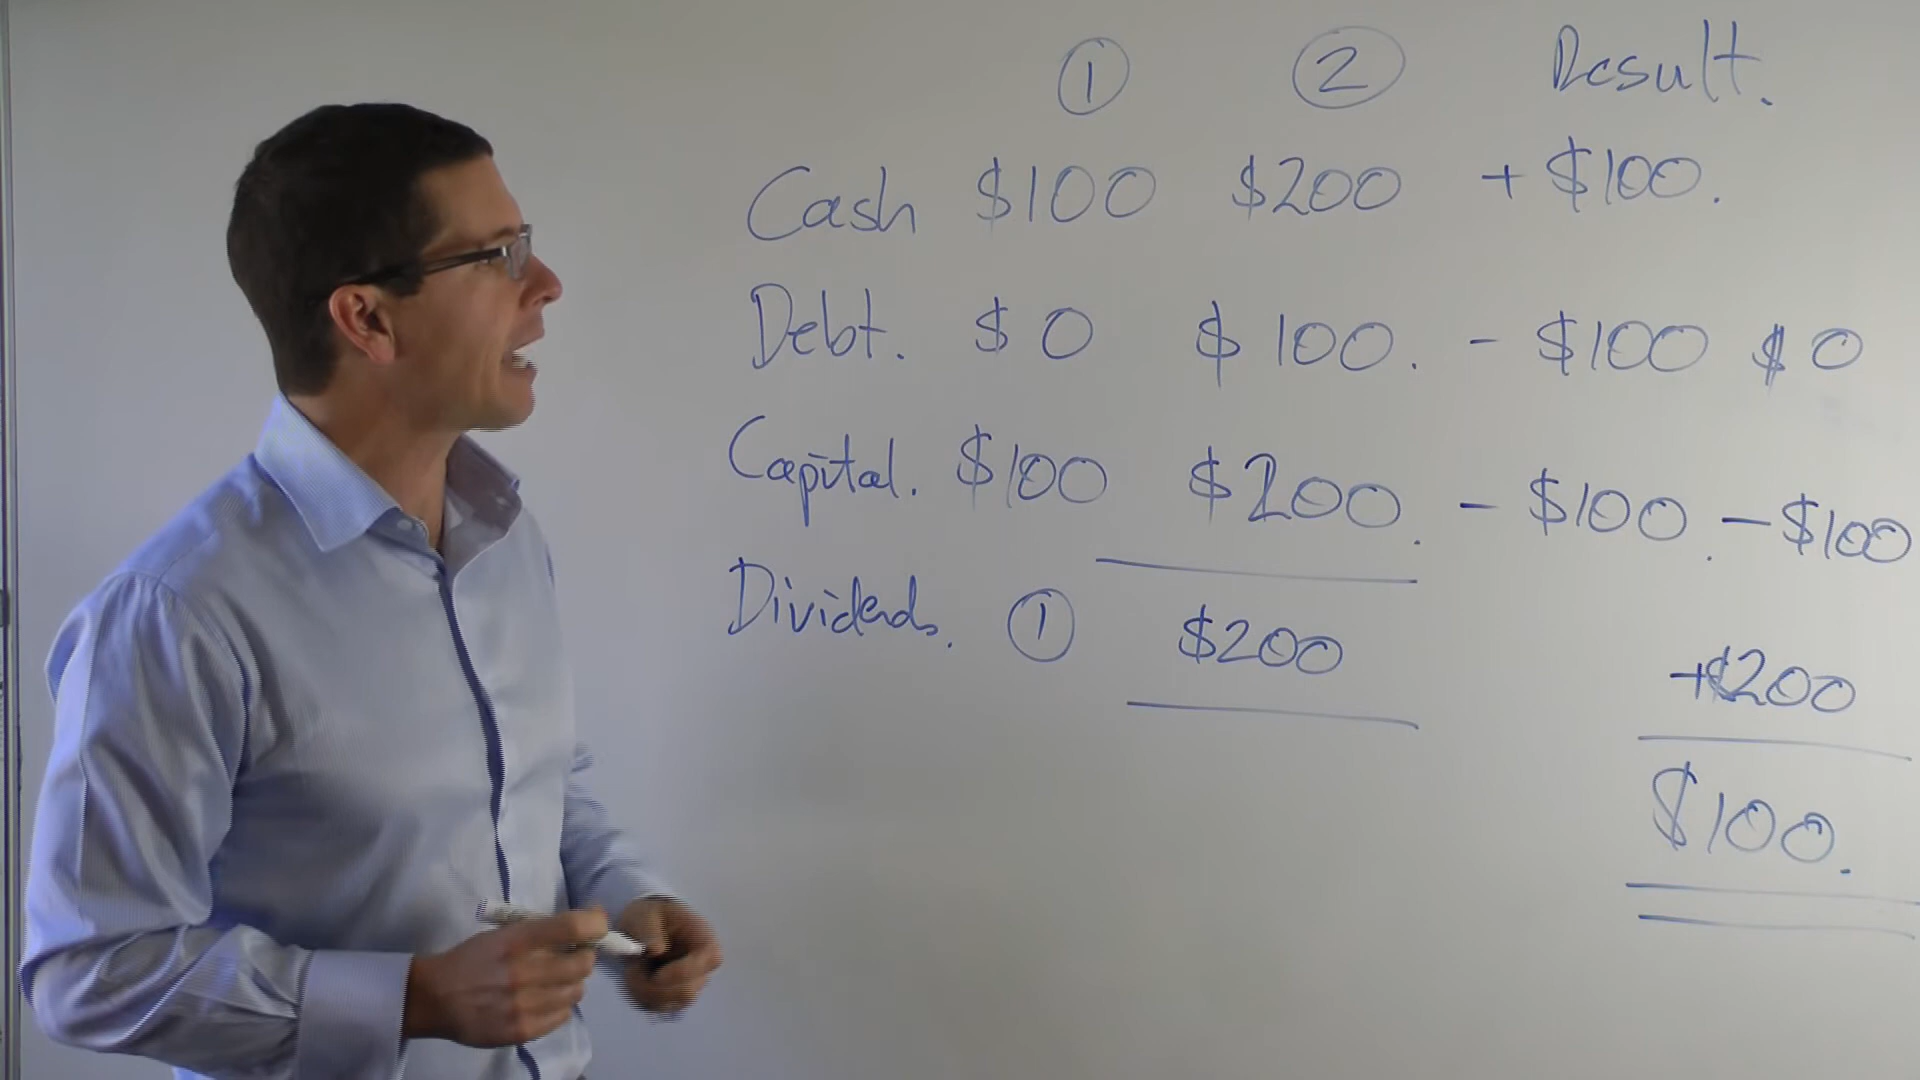 ① ② Result.
Cash $100 $200 + $100.
Debt. $0 $100. - $100 $0
Capital. $100 $200. - $100. - $100
Dividends. ① $200 +$200
$100.